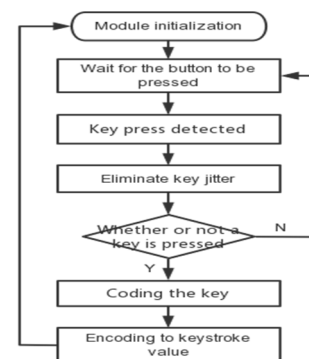 Module initialization
Wait for the button to be
pressed
Key press detected
Eliminate key jitter
Whether or not a
key is pressed
N
Y
Coding the key
Encoding to keystroke
value